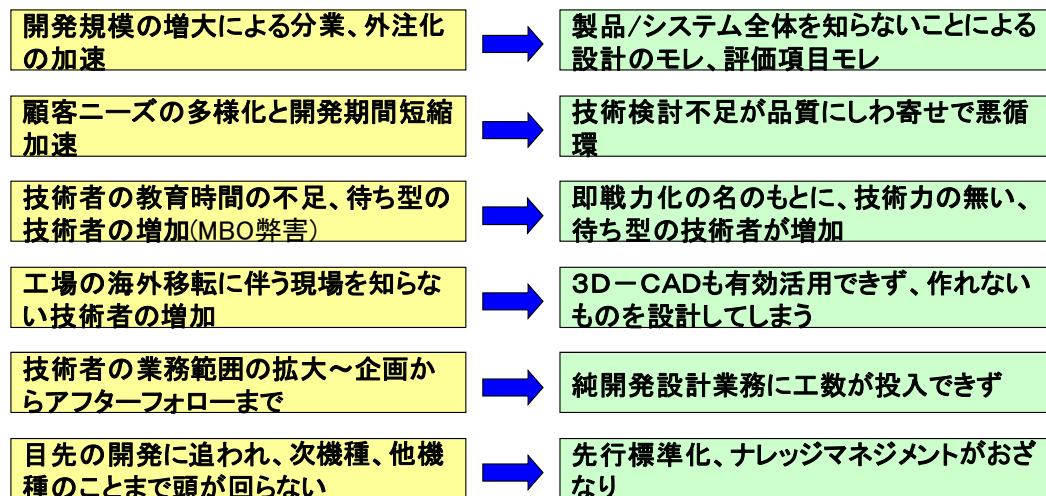 開発規模の増大による分業、外注化
の加速
製品/システム全体を知らないことによる
設計のモレ、評価項目モレ
顧客ニーズの多様化と開発期間短縮
加速
技術検討不足が品質にしわ寄せで悪循
環
技術者の教育時間の不足、待ち型の
技術者の増加(MBO弊害)
即戦力化の名のもとに、技術力の無い、
待ち型の技術者が増加
工場の海外移転に伴う現場を知らな
い技術者の増加
3D－CADも有効活用できず、作れない
ものを設計してしまう
技術者の業務範囲の拡大～企画か
らアフターフォローまで
純開発設計業務に工数が投入できず
目先の開発に追われ、次機種、他機
種のことまで頭が回らない
先行標準化、ナレッジマネジメントがおざ
なり